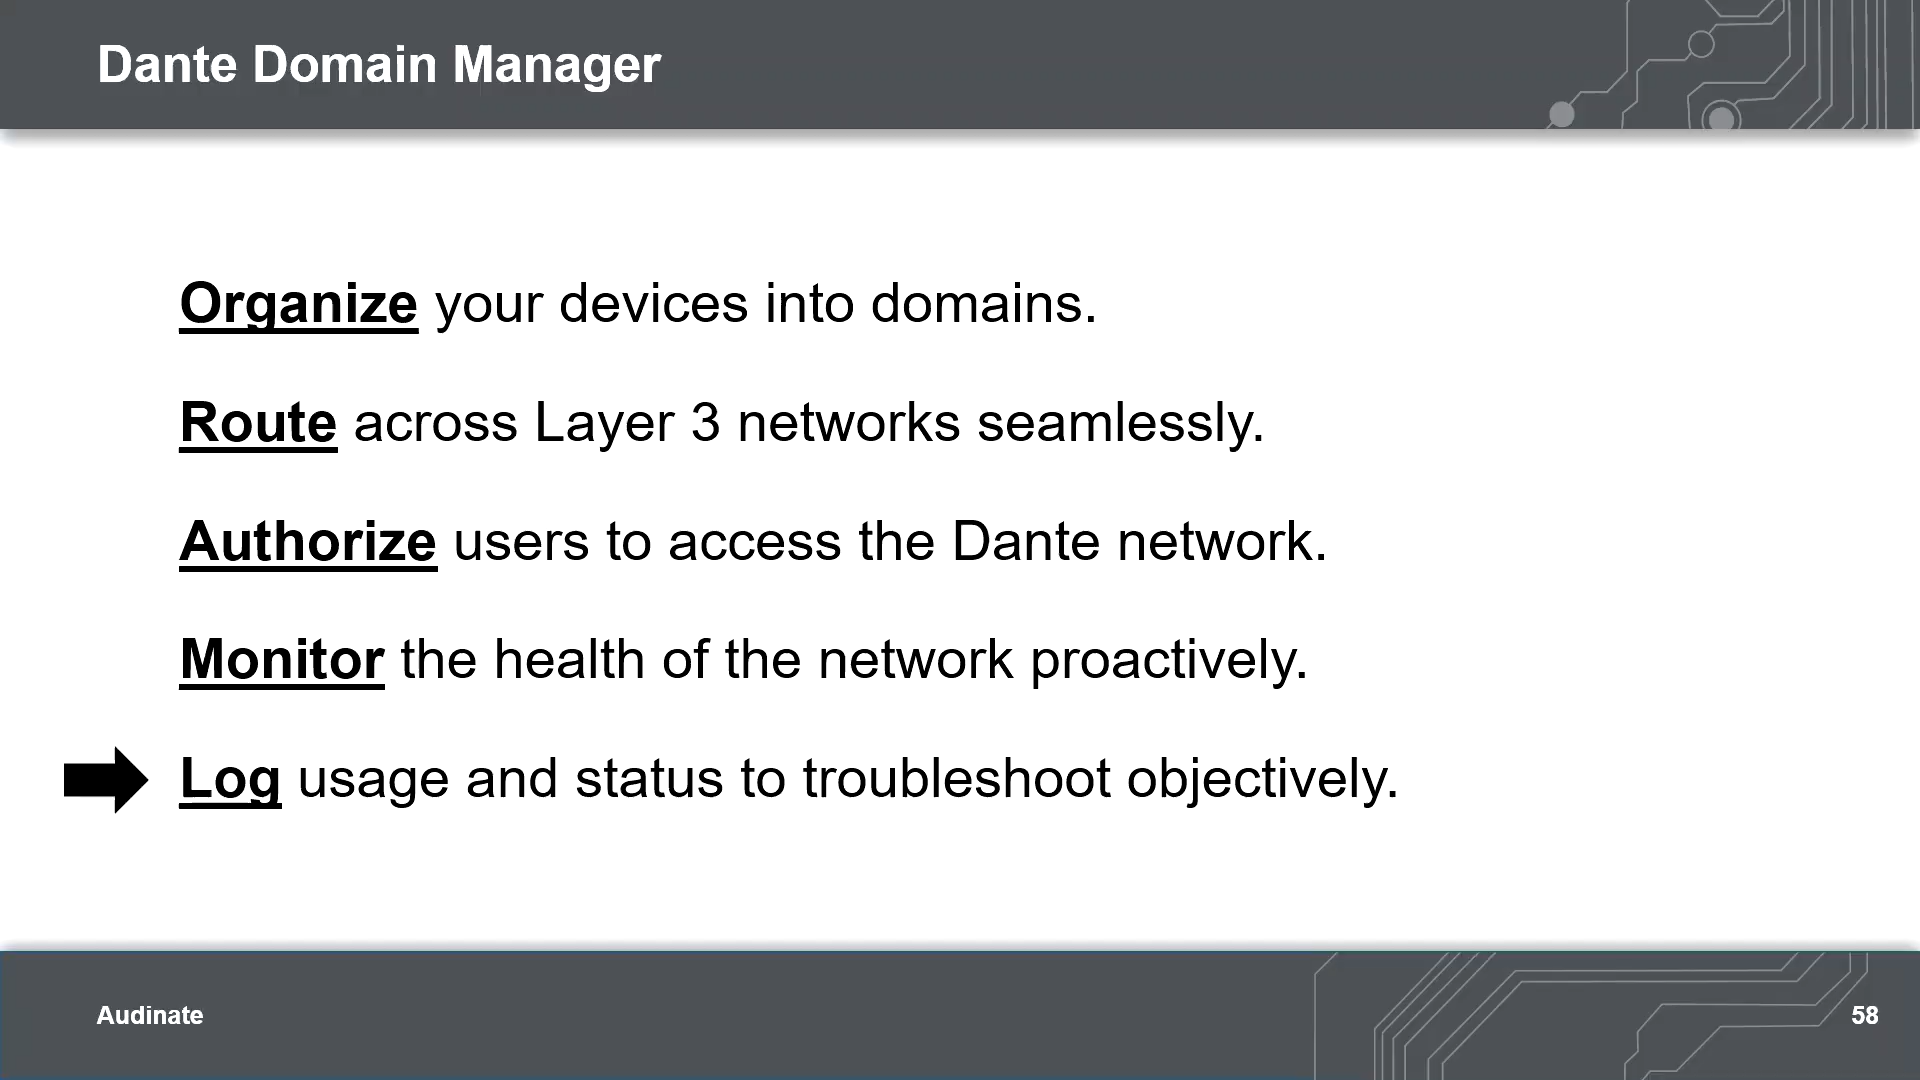 Dante Domain Manager
Organize your devices into domains.
Route across Layer 3 networks seamlessly.
Authorize users to access the Dante network.
Monitor the health of the network proactively.
Log usage and status to troubleshoot objectively.
Audinate
58